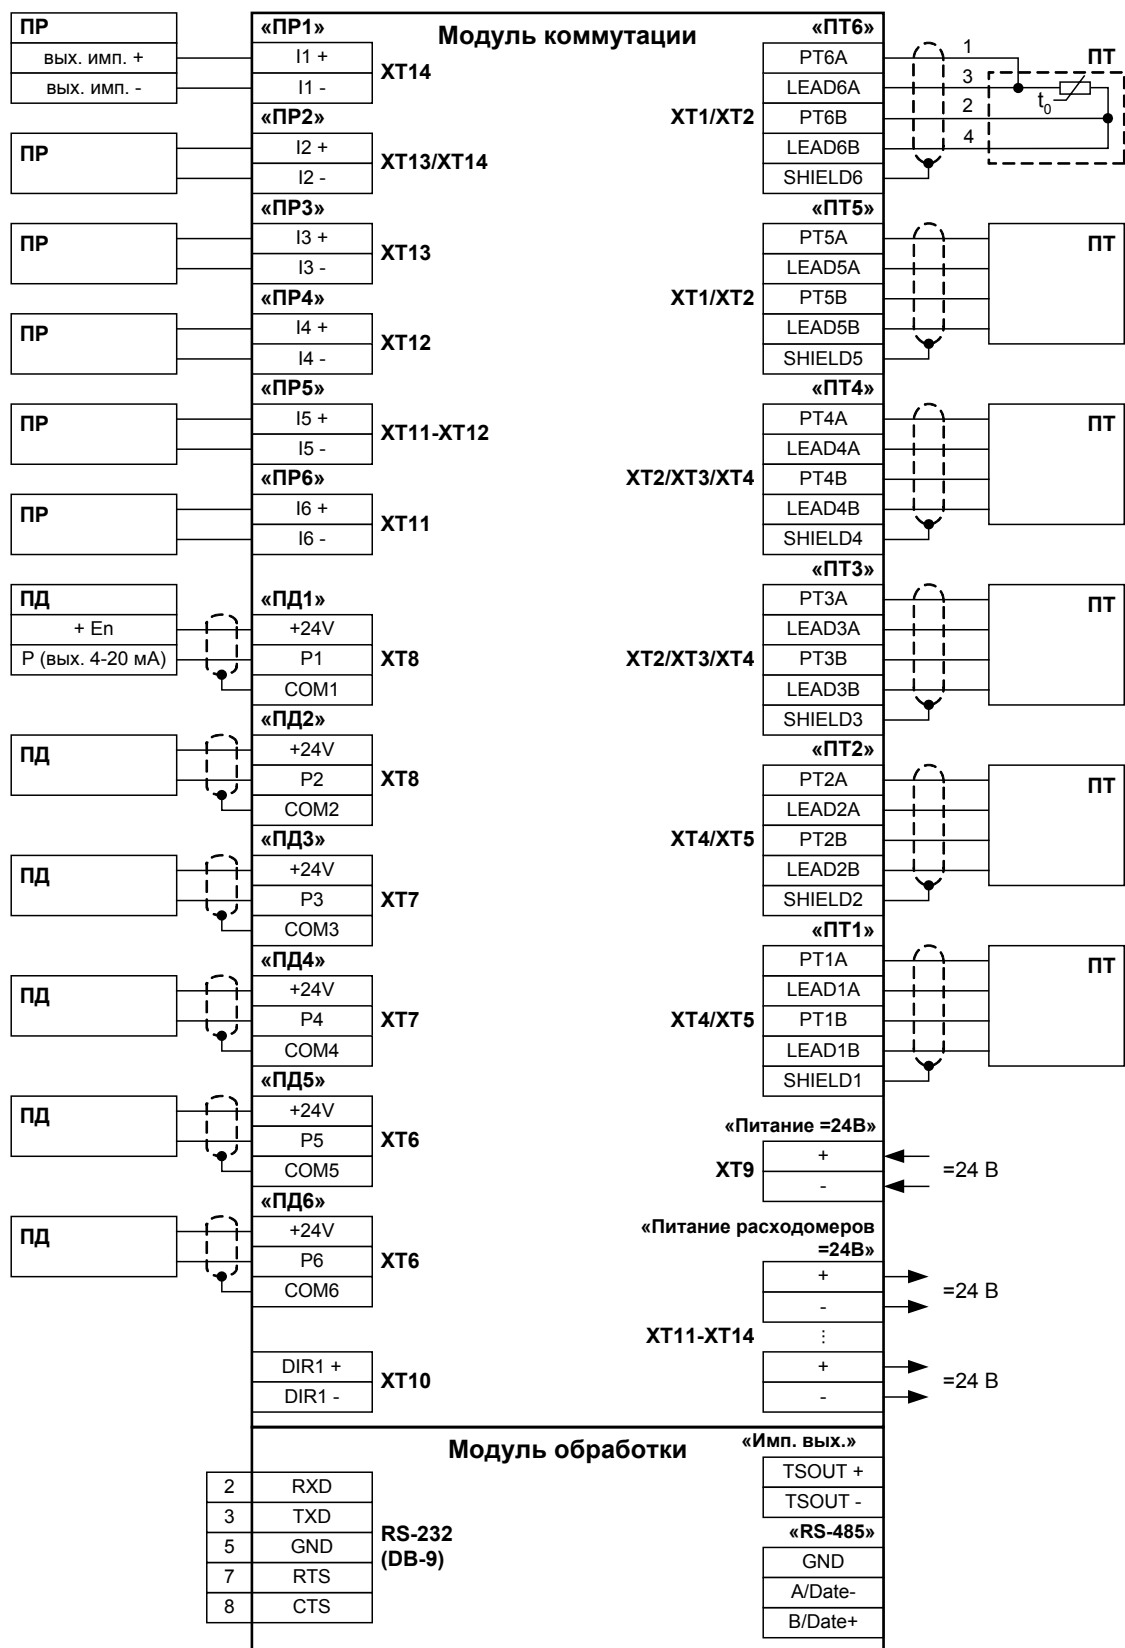 Модуль коммутации
ПР
вых. имп. +
вых. имп. -
«ПР1»
I1 +
I1 -
XT14
«ПР2»
ПР
I2 +
I2 -
XT13/XT14
«ПР3»
ПР
I3 +
I3 -
XT13
«ПР4»
ПР
I4 +
I4 -
XT12
«ПР5»
ПР
I5 +
I5 -
XT11-XT12
«ПР6»
ПР
I6 +
I6 -
XT11
ПД
+ En
P (вых. 4-20 мА)
«ПД1»
+24V
P1
COM1
XT8
«ПД2»
ПД
+24V
P2
COM2
XT8
«ПД3»
ПД
+24V
P3
COM3
XT7
«ПД4»
ПД
+24V
P4
COM4
XT7
«ПД5»
ПД
+24V
P5
COM5
XT6
«ПД6»
ПД
+24V
P6
COM6
XT6
DIR1 +
DIR1 -
XT10
«ПТ6»
PT6A
LEAD6A
PT6B
LEAD6B
SHIELD6
XT1/XT2
1
3
2
4
ПТ
t0
«ПТ5»
PT5A
LEAD5A
PT5B
LEAD5B
SHIELD5
XT1/XT2
ПТ
«ПТ4»
PT4A
LEAD4A
PT4B
LEAD4B
SHIELD4
XT2/XT3/XT4
ПТ
«ПТ3»
PT3A
LEAD3A
PT3B
LEAD3B
SHIELD3
XT2/XT3/XT4
ПТ
«ПТ2»
PT2A
LEAD2A
PT2B
LEAD2B
SHIELD2
XT4/XT5
ПТ
«ПТ1»
PT1A
LEAD1A
PT1B
LEAD1B
SHIELD1
XT4/XT5
ПТ
«Питание =24В»
XT9
+
-
=24 В
«Питание расходомеров
=24В»
+
-
=24 В
XT11-XT14
⋮
+
-
=24 В
Модуль обработки
2 RXD
3 TXD
5 GND
7 RTS
8 CTS
RS-232
(DB-9)
«Имп. вых.»
TSOUT +
TSOUT -
«RS-485»
GND
A/Date-
B/Date+